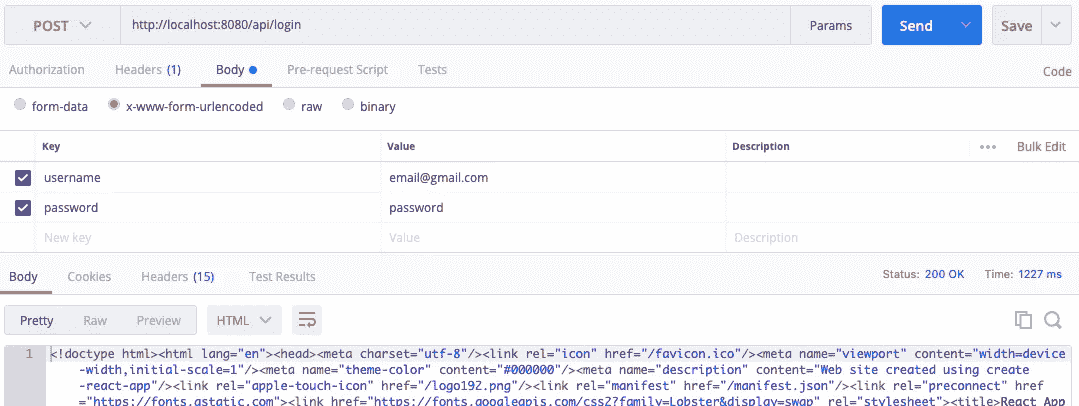 POST http://localhost:8080/api/login Params Send Save
Authorization Headers (1) Body Pre-request Script Tests Code
form-data x-www-form-urlencoded raw binary
Key Value Description ••• Bulk Edit
username email@gmail.com
password password
New key Value Description
Body Cookies Headers (15) Test Results Status: 200 OK Time: 1227 ms
Pretty Raw Preview HTML
1 <!doctype html><html lang="en"><head><meta charset="utf-8"/><link rel="icon" href="/favicon.ico"/><meta name="viewport" content="width=device
-width,initial-scale=1"/><meta name="theme-color" content="#000000"/><meta name="description" content="Web site created using create
-react-app"/><link rel="apple-touch-icon" href="/logo192.png"/><link rel="manifest" href="/manifest.json"/><link rel="preconnect" href
="https://fonts.gstatic.com"><link href="https://fonts.googleapis.com/css2?family=Lobster&display=swap" rel="stylesheet"><title>React App